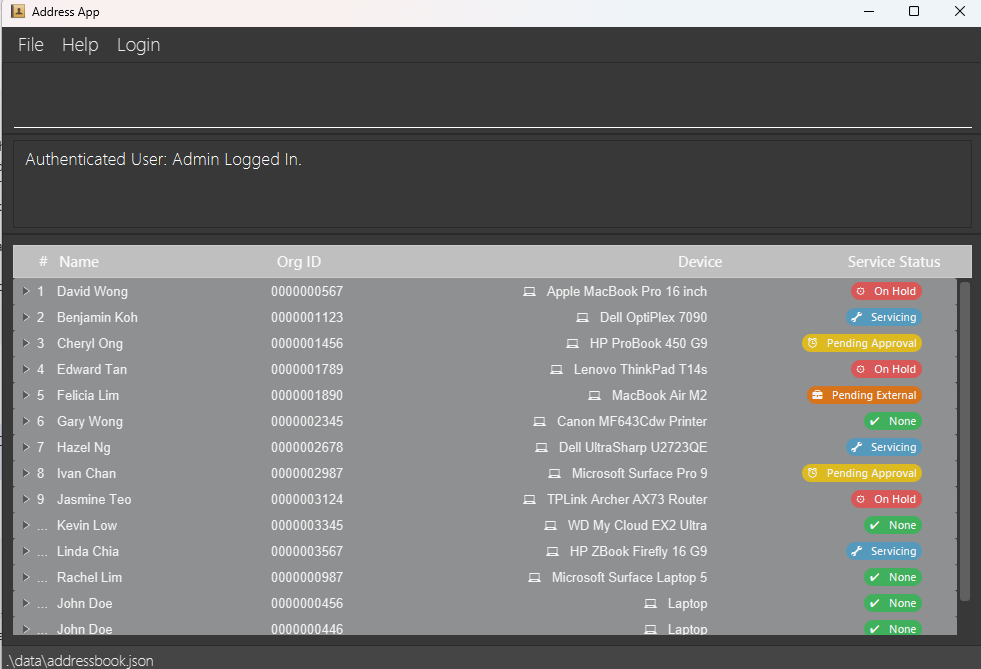 Address App
File Help Login
Authenticated User: Admin Logged In.
# Name Org ID Device Service Status
1 David Wong 0000000567 Apple MacBook Pro 16 inch On Hold
2 Benjamin Koh 0000001123 Dell OptiPlex 7090 Servicing
3 Cheryl Ong 0000001456 HP ProBook 450 G9 Pending Approval
4 Edward Tan 0000001789 Lenovo ThinkPad T14s On Hold
5 Felicia Lim 0000001890 MacBook Air M2 Pending External
6 Gary Wong 0000002345 Canon MF643Cdw Printer None
7 Hazel Ng 0000002678 Dell UltraSharp U2723QE Servicing
8 Ivan Chan 0000002987 Microsoft Surface Pro 9 Pending Approval
9 Jasmine Teo 0000003124 TPLink Archer AX73 Router On Hold
... Kevin Low 0000003345 WD My Cloud EX2 Ultra None
... Linda Chia 0000003567 HP ZBook Firefly 16 G9 Servicing
... Rachel Lim 0000000987 Microsoft Surface Laptop 5 None
... John Doe 0000000456 Laptop None
... John Doe 0000000446 Laptop None
.\data\addressbook.json